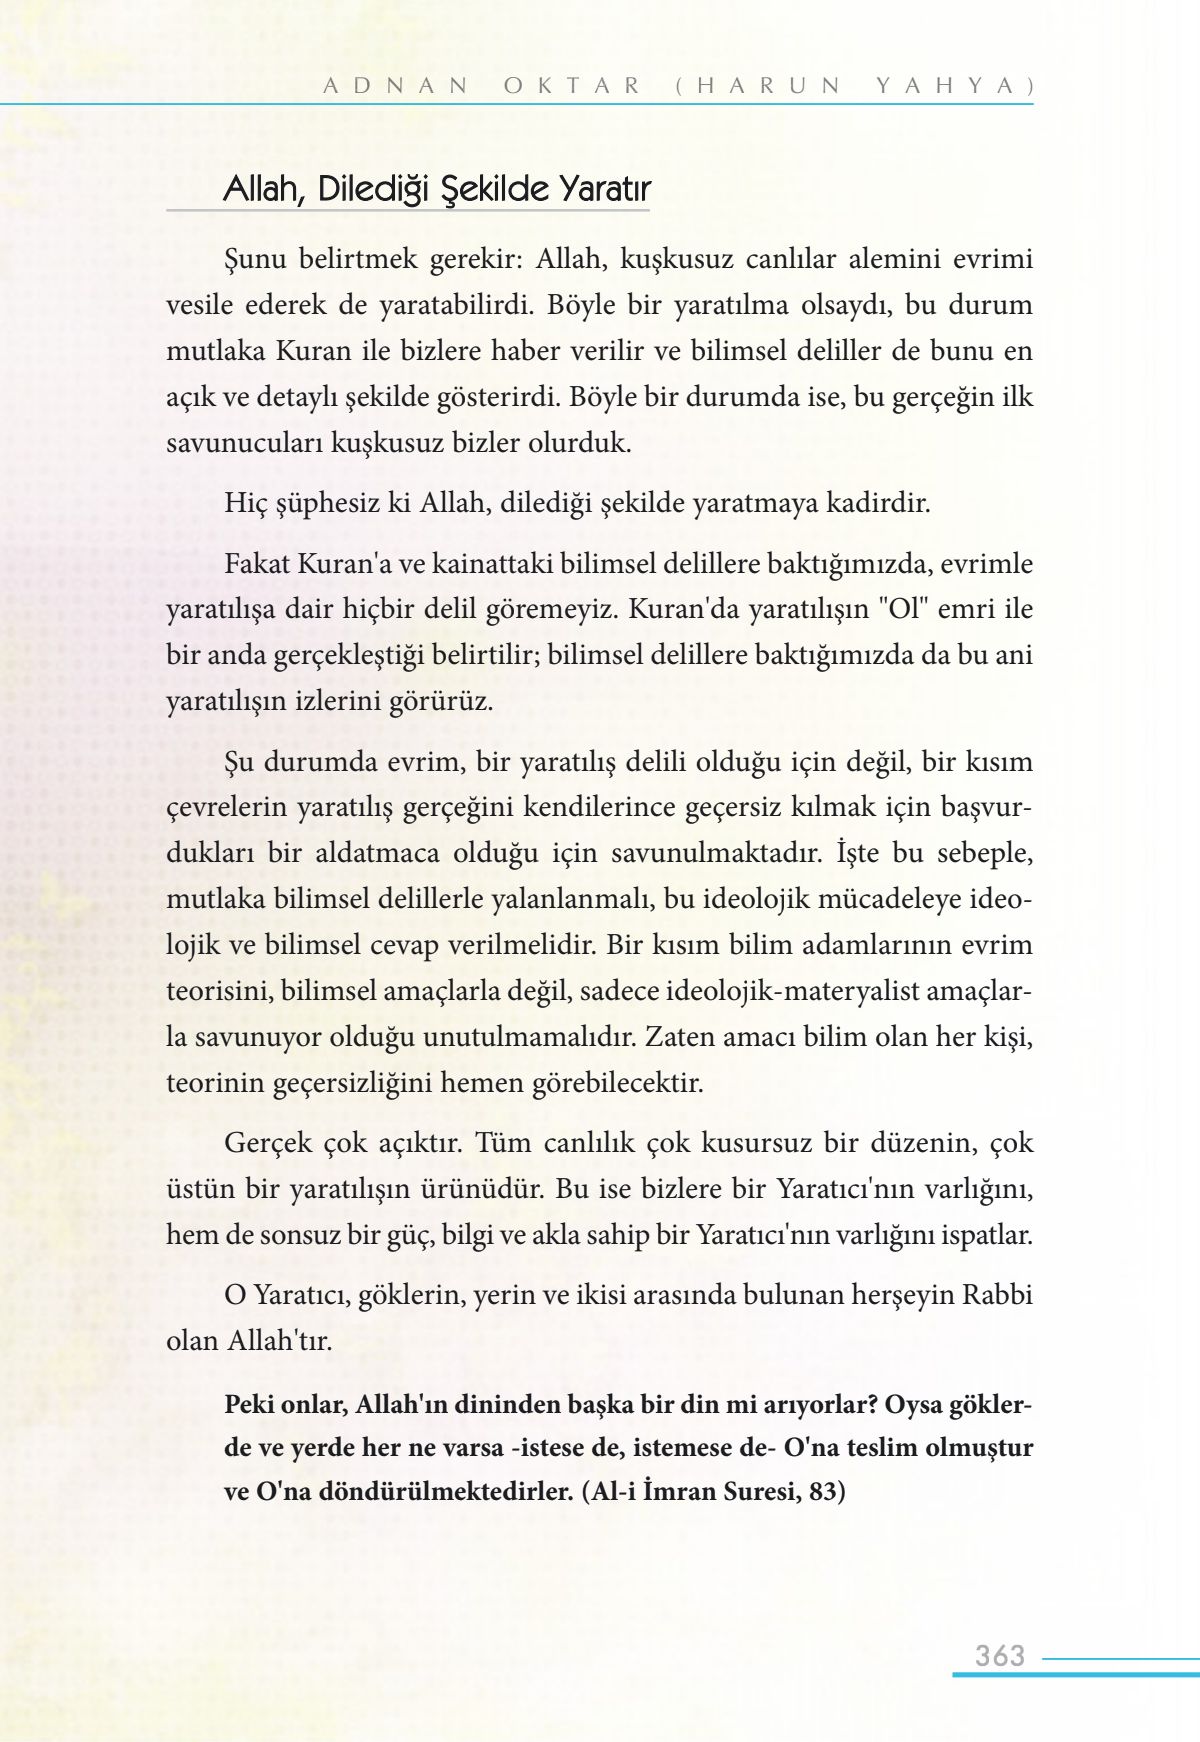 ADNAN OKTAR (HARUN YAHYA)
Allah, Dilediği Şekilde Yaratır
Şunu belirtmek gerekir: Allah, kuşkusuz canlılar alemini evrimi
vesile ederek de yaratabilirdi. Böyle bir yaratılma olsaydı, bu durum
mutlaka Kuran ile bizlere haber verilir ve bilimsel deliller de bunu en
açık ve detaylı şekilde gösterirdi. Böyle bir durumda ise, bu gerçeğin ilk
savunucuları kuşkusuz bizler olurduk.
Hiç şüphesiz ki Allah, dilediği şekilde yaratmaya kadirdir.
Fakat Kuran'a ve kainattaki bilimsel delillere baktığımızda, evrimle
yaratılışa dair hiçbir delil göremeyiz. Kuran'da yaratılışın "Ol" emri ile
bir anda gerçekleştiği belirtilir; bilimsel delillere baktığımızda da bu ani
yaratılışın izlerini görürüz.
Şu durumda evrim, bir yaratılış delili olduğu için değil, bir kısım
çevrelerin yaratılış gerçeğini kendilerince geçersiz kılmak için başvur-
dukları bir aldatmaca olduğu için savunulmaktadır. İşte bu sebeple,
mutlaka bilimsel delillerle yalanlanmalı, bu ideolojik mücadeleye ideo-
lojik ve bilimsel cevap verilmelidir. Bir kısım bilim adamlarının evrim
teorisini, bilimsel amaçlarla değil, sadece ideolojik-materyalist amaçlar-
la savunuyor olduğu unutulmamalıdır. Zaten amacı bilim olan her kişi,
teorinin geçersizliğini hemen görebilecektir.
Gerçek çok açıktır. Tüm canlılık çok kusursuz bir düzenin, çok
üstün bir yaratılışın ürünüdür. Bu ise bizlere bir Yaratıcı'nın varlığını,
hem de sonsuz bir güç, bilgi ve akla sahip bir Yaratıcı'nın varlığını ispatlar.
O Yaratıcı, göklerin, yerin ve ikisi arasında bulunan herşeyin Rabbi
olan Allah'tır.
Peki onlar, Allah'ın dininden başka bir din mi arıyorlar? Oysa gökler-
de ve yerde her ne varsa -istese de, istemese de- O'na teslim olmuştur
ve O'na döndürülmektedirler. (Al-i İmran Suresi, 83)
363